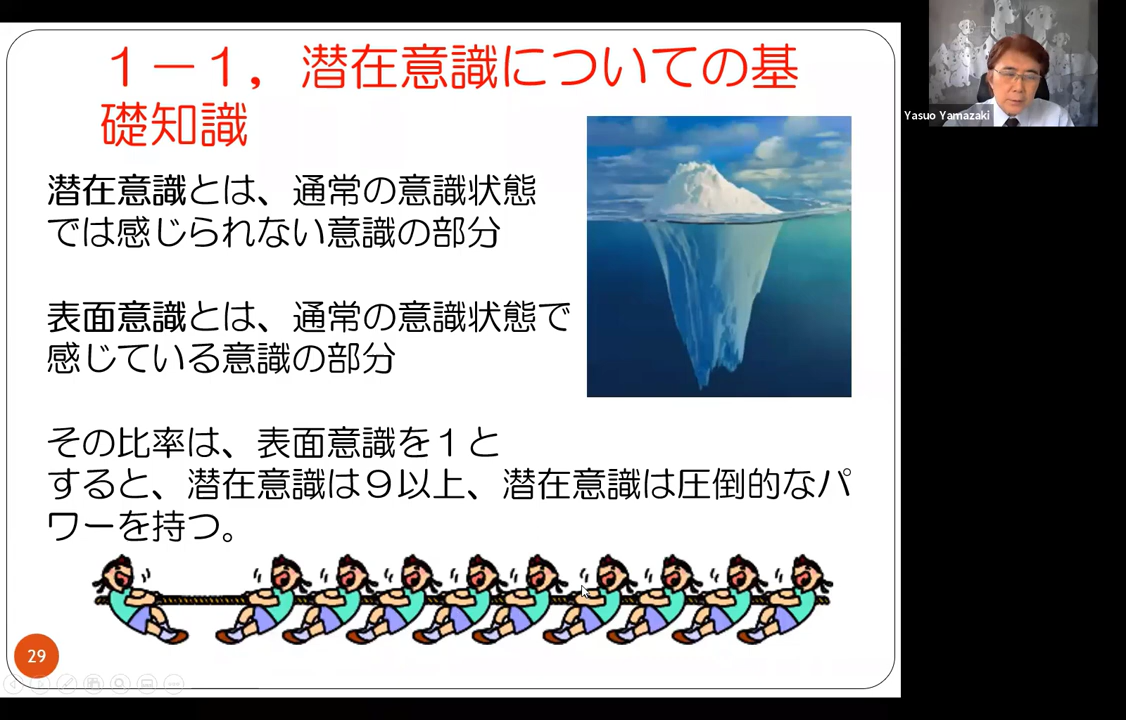 １－１，潜在意識についての基
礎知識
潜在意識とは、通常の意識状態
では感じられない意識の部分
表面意識とは、通常の意識状態で
感じている意識の部分
その比率は、表面意識を１と
すると、潜在意識は９以上、潜在意識は圧倒的なパ
ワーを持つ。
29
Yasuo Yamazaki